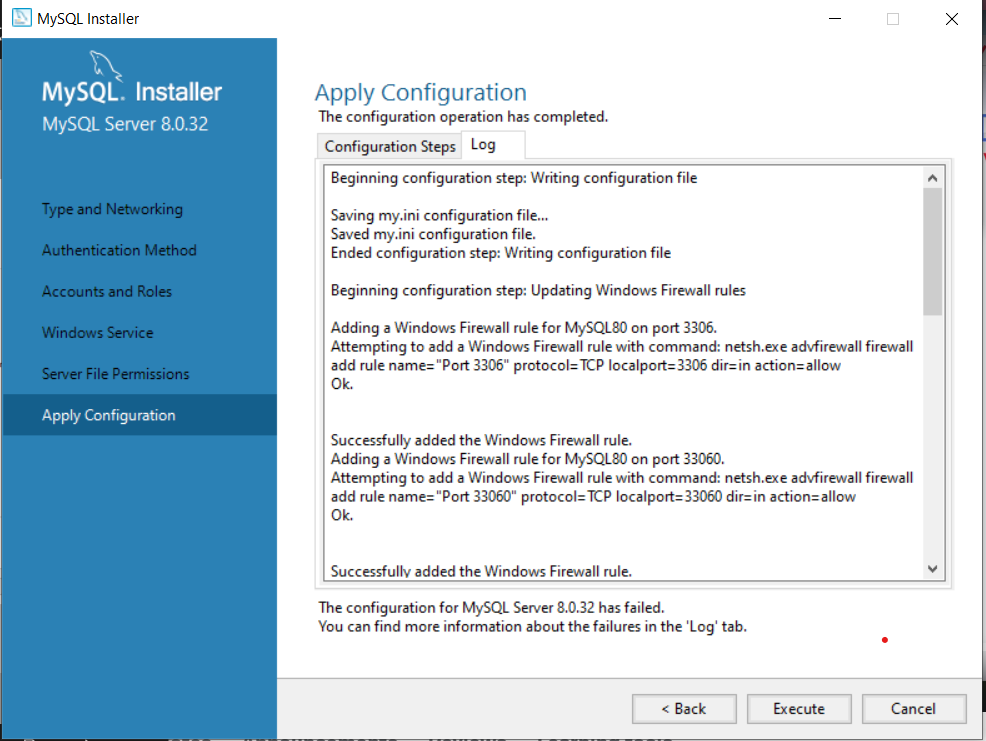 MySQL Installer
MySQL. Installer
MySQL Server 8.0.32
Type and Networking
Authentication Method
Accounts and Roles
Windows Service
Server File Permissions
Apply Configuration
Apply Configuration
The configuration operation has completed.
Configuration Steps Log
Beginning configuration step: Writing configuration file
Saving my.ini configuration file...
Saved my.ini configuration file.
Ended configuration step: Writing configuration file
Beginning configuration step: Updating Windows Firewall rules
Adding a Windows Firewall rule for MySQL80 on port 3306.
Attempting to add a Windows Firewall rule with command: netsh.exe advfirewall firewall
add rule name="Port 3306" protocol=TCP localport=3306 dir=in action=allow
Ok.
Successfully added the Windows Firewall rule.
Adding a Windows Firewall rule for MySQL80 on port 33060.
Attempting to add a Windows Firewall rule with command: netsh.exe advfirewall firewall
add rule name="Port 33060" protocol=TCP localport=33060 dir=in action=allow
Ok.
Successfully added the Windows Firewall rule.
The configuration for MySQL Server 8.0.32 has failed.
You can find more information about the failures in the 'Log' tab.
< Back Execute Cancel